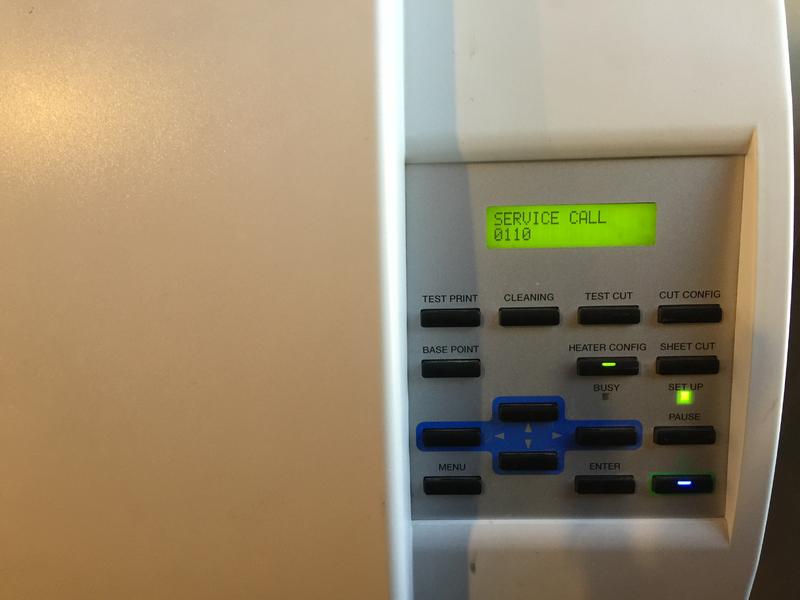 SERVICE CALL
0110
TEST PRINT CLEANING TEST CUT CUT CONFIG
BASE POINT HEATER CONFIG SHEET CUT
BUSY SET UP
PAUSE
MENU ENTER